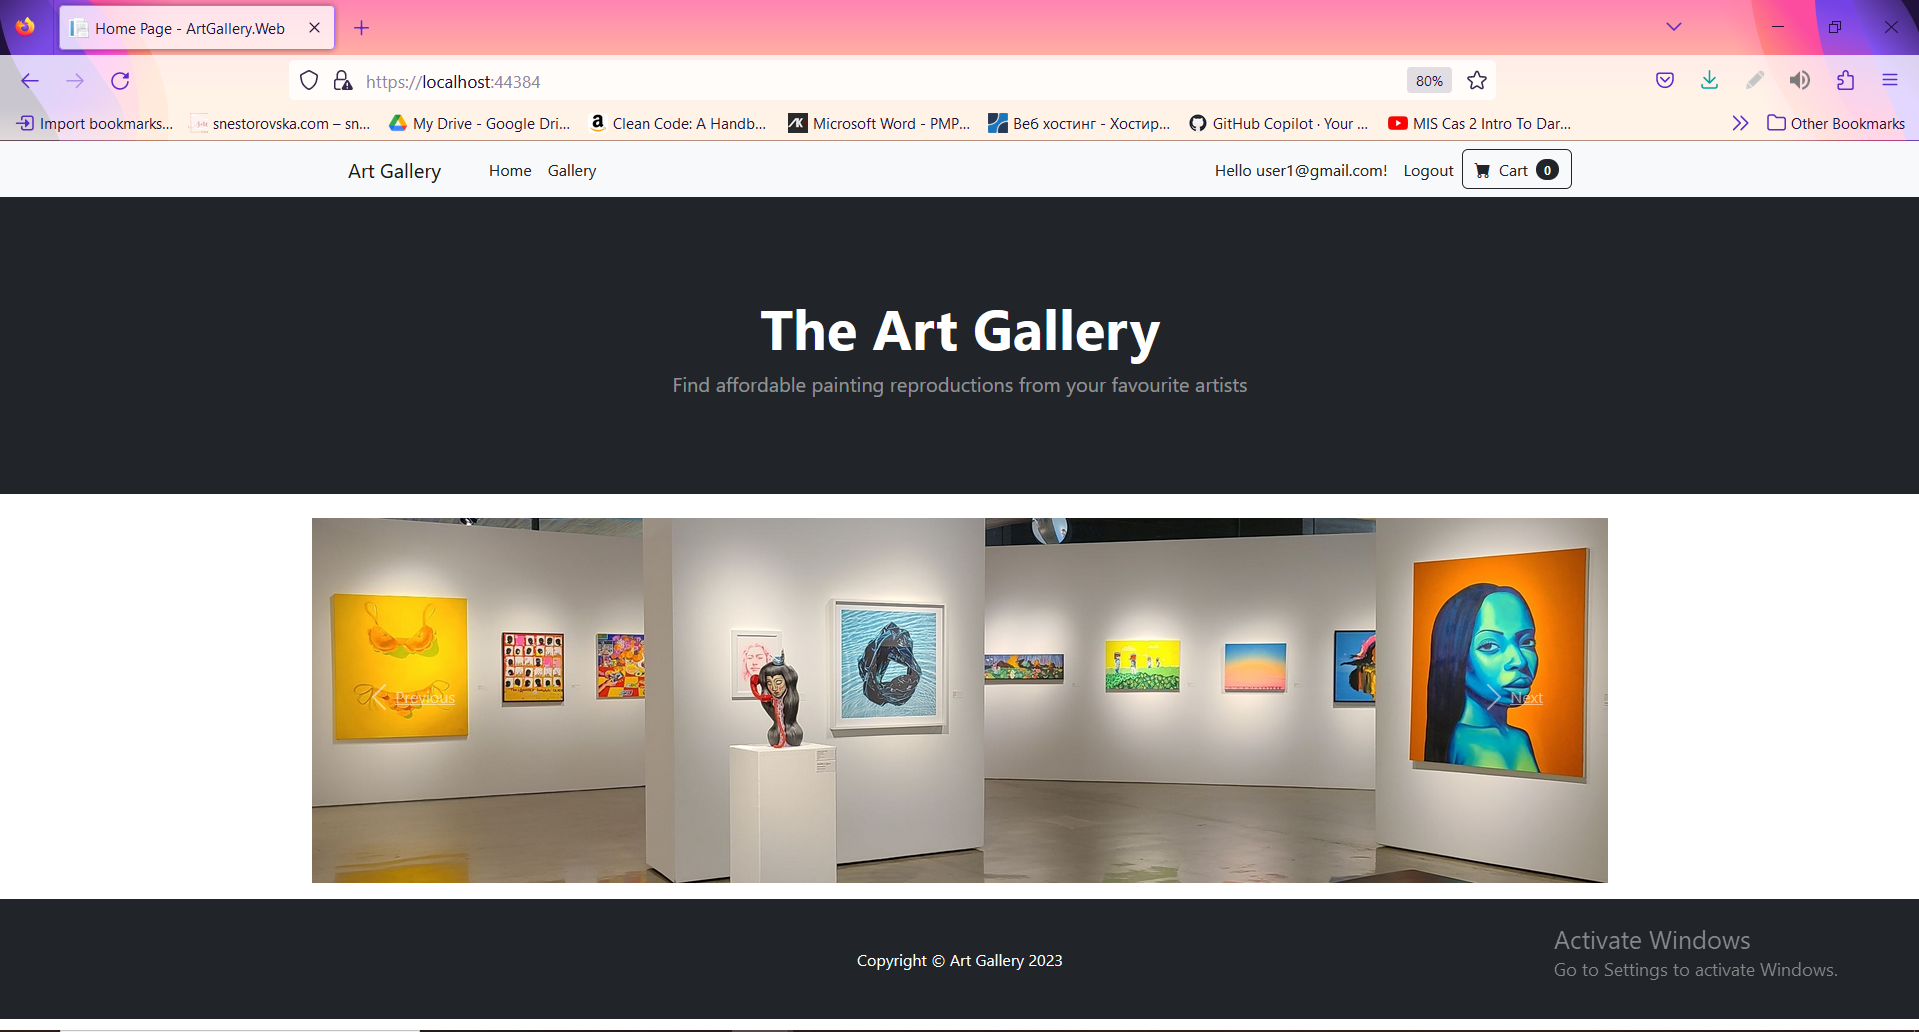 Home Page - ArtGallery.Web
https://localhost:44384
80%
Import bookmarks...
snestorovska.com – sn...
My Drive - Google Dri...
Clean Code: A Handb...
Microsoft Word - PMP...
Веб хостинг - Хостир...
GitHub Copilot · Your ...
MIS Cas 2 Intro To Dar...
Other Bookmarks
Art Gallery
Home
Gallery
Hello user1@gmail.com!
Logout
Cart 0
The Art Gallery
Find affordable painting reproductions from your favourite artists
Previous
Next
Copyright © Art Gallery 2023
Activate Windows
Go to Settings to activate Windows.